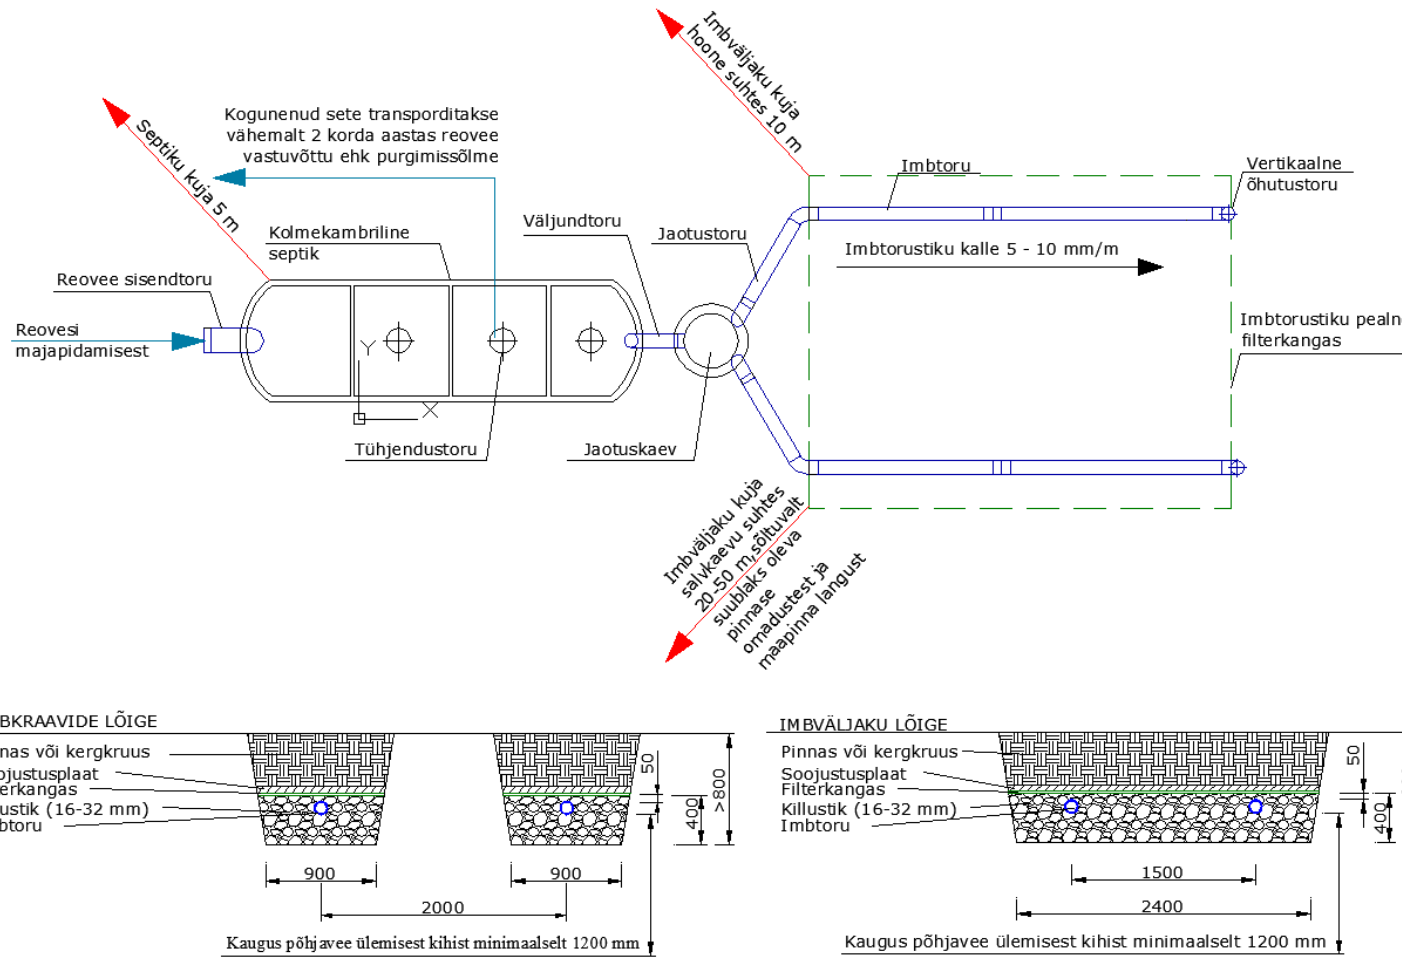 Imbväljaku kuja
hoone suhtes 10 m
Kogunenud sete transporditakse
vähemalt 2 korda aastas reovee
vastuvõttu ehk purgimissõlme
Septiku kuja 5 m
Imbtoru
Vertikaalne
õhutustoru
Väljundtoru
Jaotustoru
Kolmekambriline
septik
Imbtorustiku kalle 5 - 10 mm/m
Reovee sisendtoru
Reovesi
majapidamisest
Y
X
Imbtorustiku pealn
filterkangas
Tühjendustoru
Jaotuskaev
Imbväljaku kuja
salvkaevu suhtes
20-50 m,sõltuvalt
suublaks oleva
pinnase
omadustest ja
maapinna langust
BKRAAVIDE LÕIGE
nas või kergkruus
ojustusplaat
erkangas
ustik (16-32 mm)
btoru
50
400
>800
900
900
2000
Kaugus põhjavee ülemisest kihist minimaalselt 1200 mm
IMBVÄLJAKU LÕIGE
Pinnas või kergkruus
Soojustusplaat
Filterkangas
Killustik (16-32 mm)
Imbtoru
50
400
1500
2400
Kaugus põhjavee ülemisest kihist minimaalselt 1200 mm